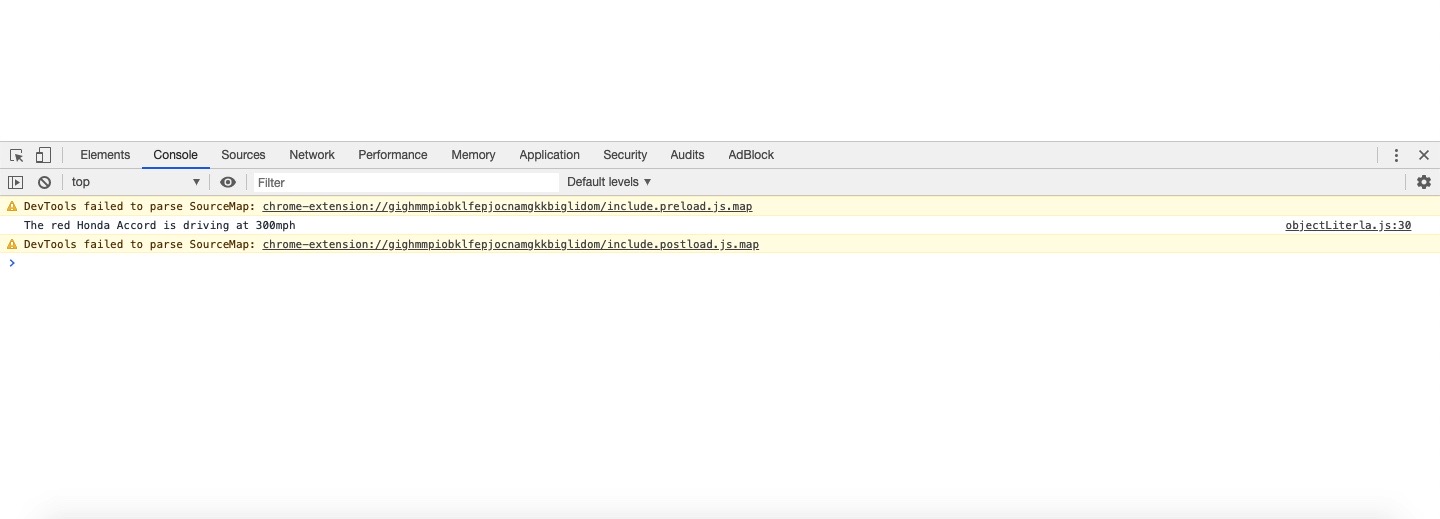 Elements Console Sources Network Performance Memory Application Security Audits AdBlock
top Filter Default levels
DevTools failed to parse SourceMap: chrome-extension://gighmmpiobklfepjocnamgkkbiglidom/include.preload.js.map
The red Honda Accord is driving at 300mph objectLiterla.js:30
DevTools failed to parse SourceMap: chrome-extension://gighmmpiobklfepjocnamgkkbiglidom/include.postload.js.map